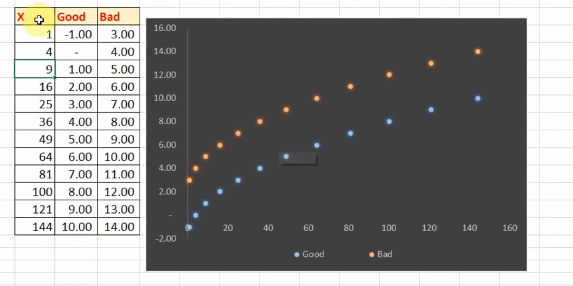 X Good Bad
1 -1.00 3.00
4 - 4.00
9 1.00 5.00
16 2.00 6.00
25 3.00 7.00
36 4.00 8.00
49 5.00 9.00
64 6.00 10.00
81 7.00 11.00
100 8.00 12.00
121 9.00 13.00
144 10.00 14.00
16.00
14.00
12.00
10.00
8.00
6.00
4.00
2.00
-
-2.00
0 20 40 60 80 100 120 140 160
Good Bad